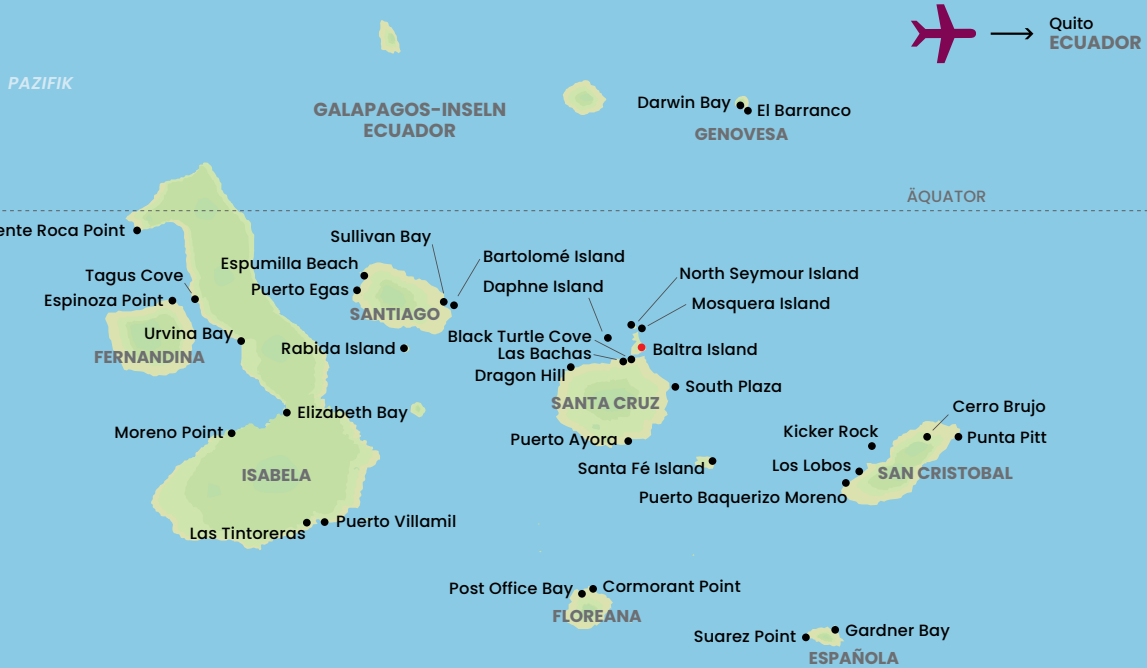 Quito
ECUADOR
PAZIFIK
GALAPAGOS-INSELN
ECUADOR
Darwin Bay
El Barranco
GENOVESA
ÄQUATOR
ente Roca Point
Sullivan Bay
Bartolomé Island
Espumilla Beach
Tagus Cove
North Seymour Island
Daphne Island
Puerto Egas
Espinoza Point
Mosquera Island
SANTIAGO
Urvina Bay
Black Turtle Cove
Rabida Island
Baltra Island
Las Bachas
FERNANDINA
Dragon Hill
South Plaza
SANTA CRUZ
Elizabeth Bay
Cerro Brujo
Moreno Point
Kicker Rock
Punta Pitt
Puerto Ayora
Santa Fé Island
Los Lobos
SAN CRISTOBAL
ISABELA
Puerto Baquerizo Moreno
Puerto Villamil
Las Tintoreras
Post Office Bay
Cormorant Point
FLOREANA
Suarez Point
Gardner Bay
ESPAÑOLA